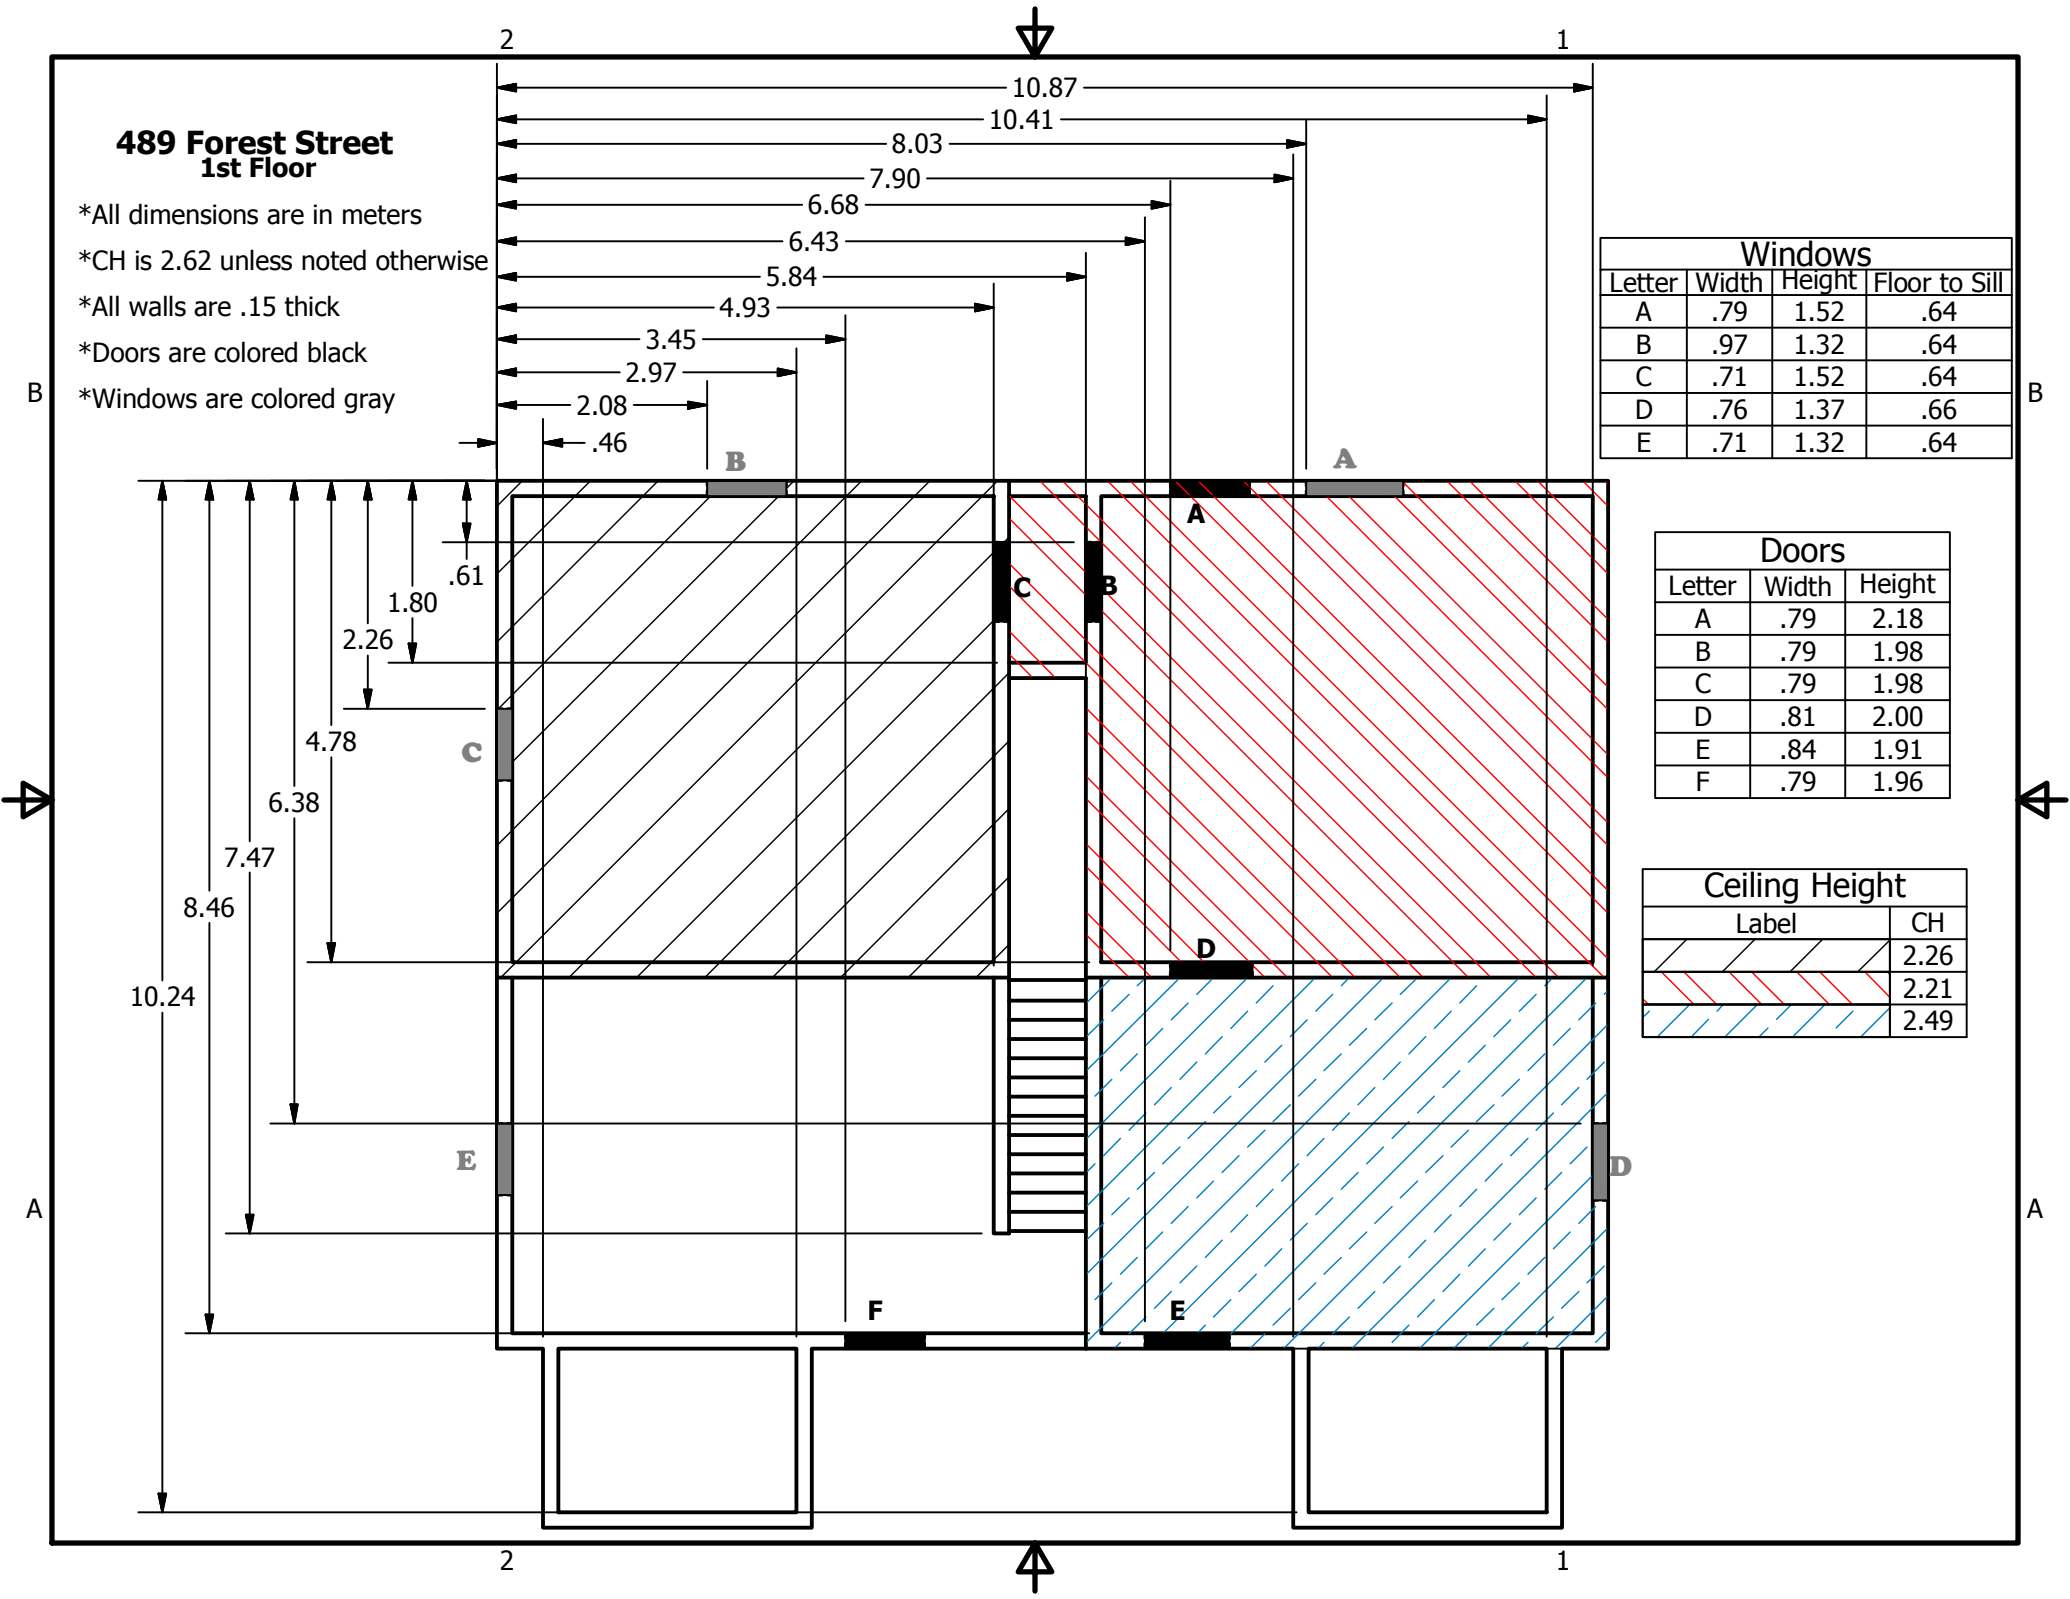 2 1
10.87
10.41
489 Forest Street
8.03
1st Floor
7.90
6.68
*All dimensions are in meters
6.43
*CH is 2.62 unless noted otherwise
5.84
*All walls are .15 thick
4.93
3.45
*Doors are colored black
2.97
*Windows are colored gray
2.08
.46
B B
Windows
Letter Width Height Floor to Sill
A .79 1.52 .64
B .97 1.32 .64
C .71 1.52 .64
D .76 1.37 .66
E .71 1.32 .64
B A
A
.61
C B
1.80
2.26
4.78
C
6.38
7.47
8.46
D
10.24
Doors
Letter Width Height
A .79 2.18
B .79 1.98
C .79 1.98
D .81 2.00
E .84 1.91
F .79 1.96
Ceiling Height
Label CH
2.26
2.21
2.49
E D
A A
F E
2 1